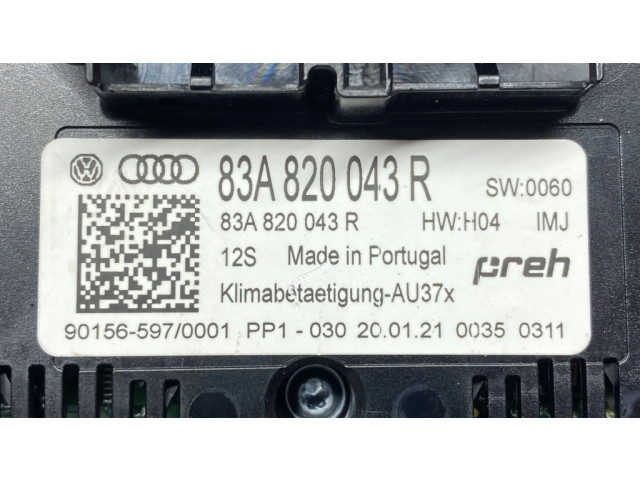 83A 820 043 R SW:0060
83A 820 043 R HW:H04 IMJ
12S Made in Portugal preh
Klimabetaetigung-AU37x
90156-597/0001 PP1 - 030 20.01.21 0035 0311